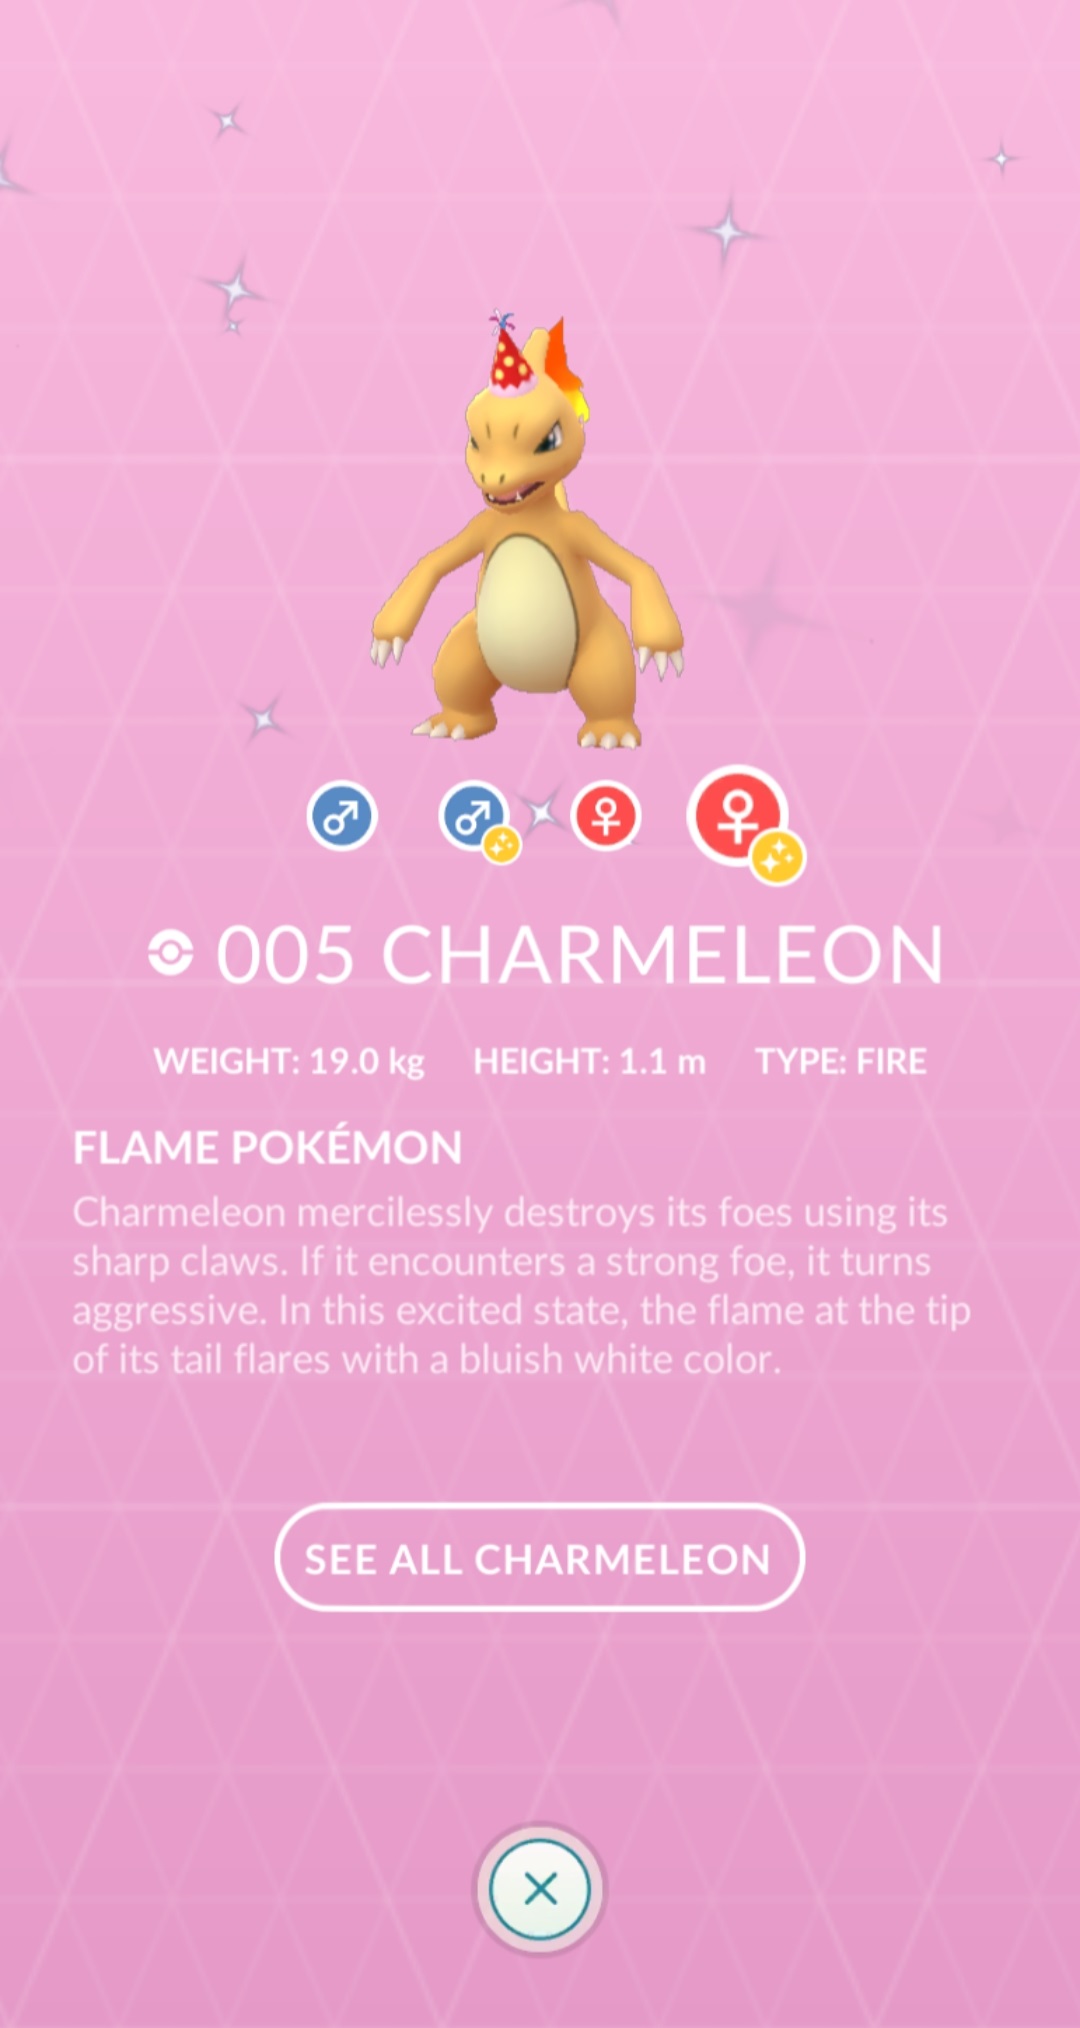 005 CHARMELEON
WEIGHT: 19.0 kg HEIGHT: 1.1 m TYPE: FIRE
FLAME POKÉMON
Charmeleon mercilessly destroys its foes using its
sharp claws. If it encounters a strong foe, it turns
aggressive. In this excited state, the flame at the tip
of its tail flares with a bluish white color.
SEE ALL CHARMELEON